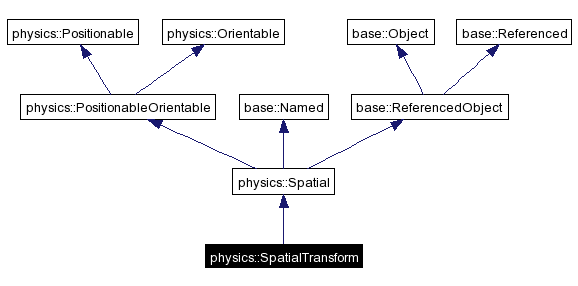 physics::Positionable
physics::Orientable
base::Object
base::Referenced
physics::PositionableOrientable
base::Named
base::ReferencedObject
physics::Spatial
physics::SpatialTransform